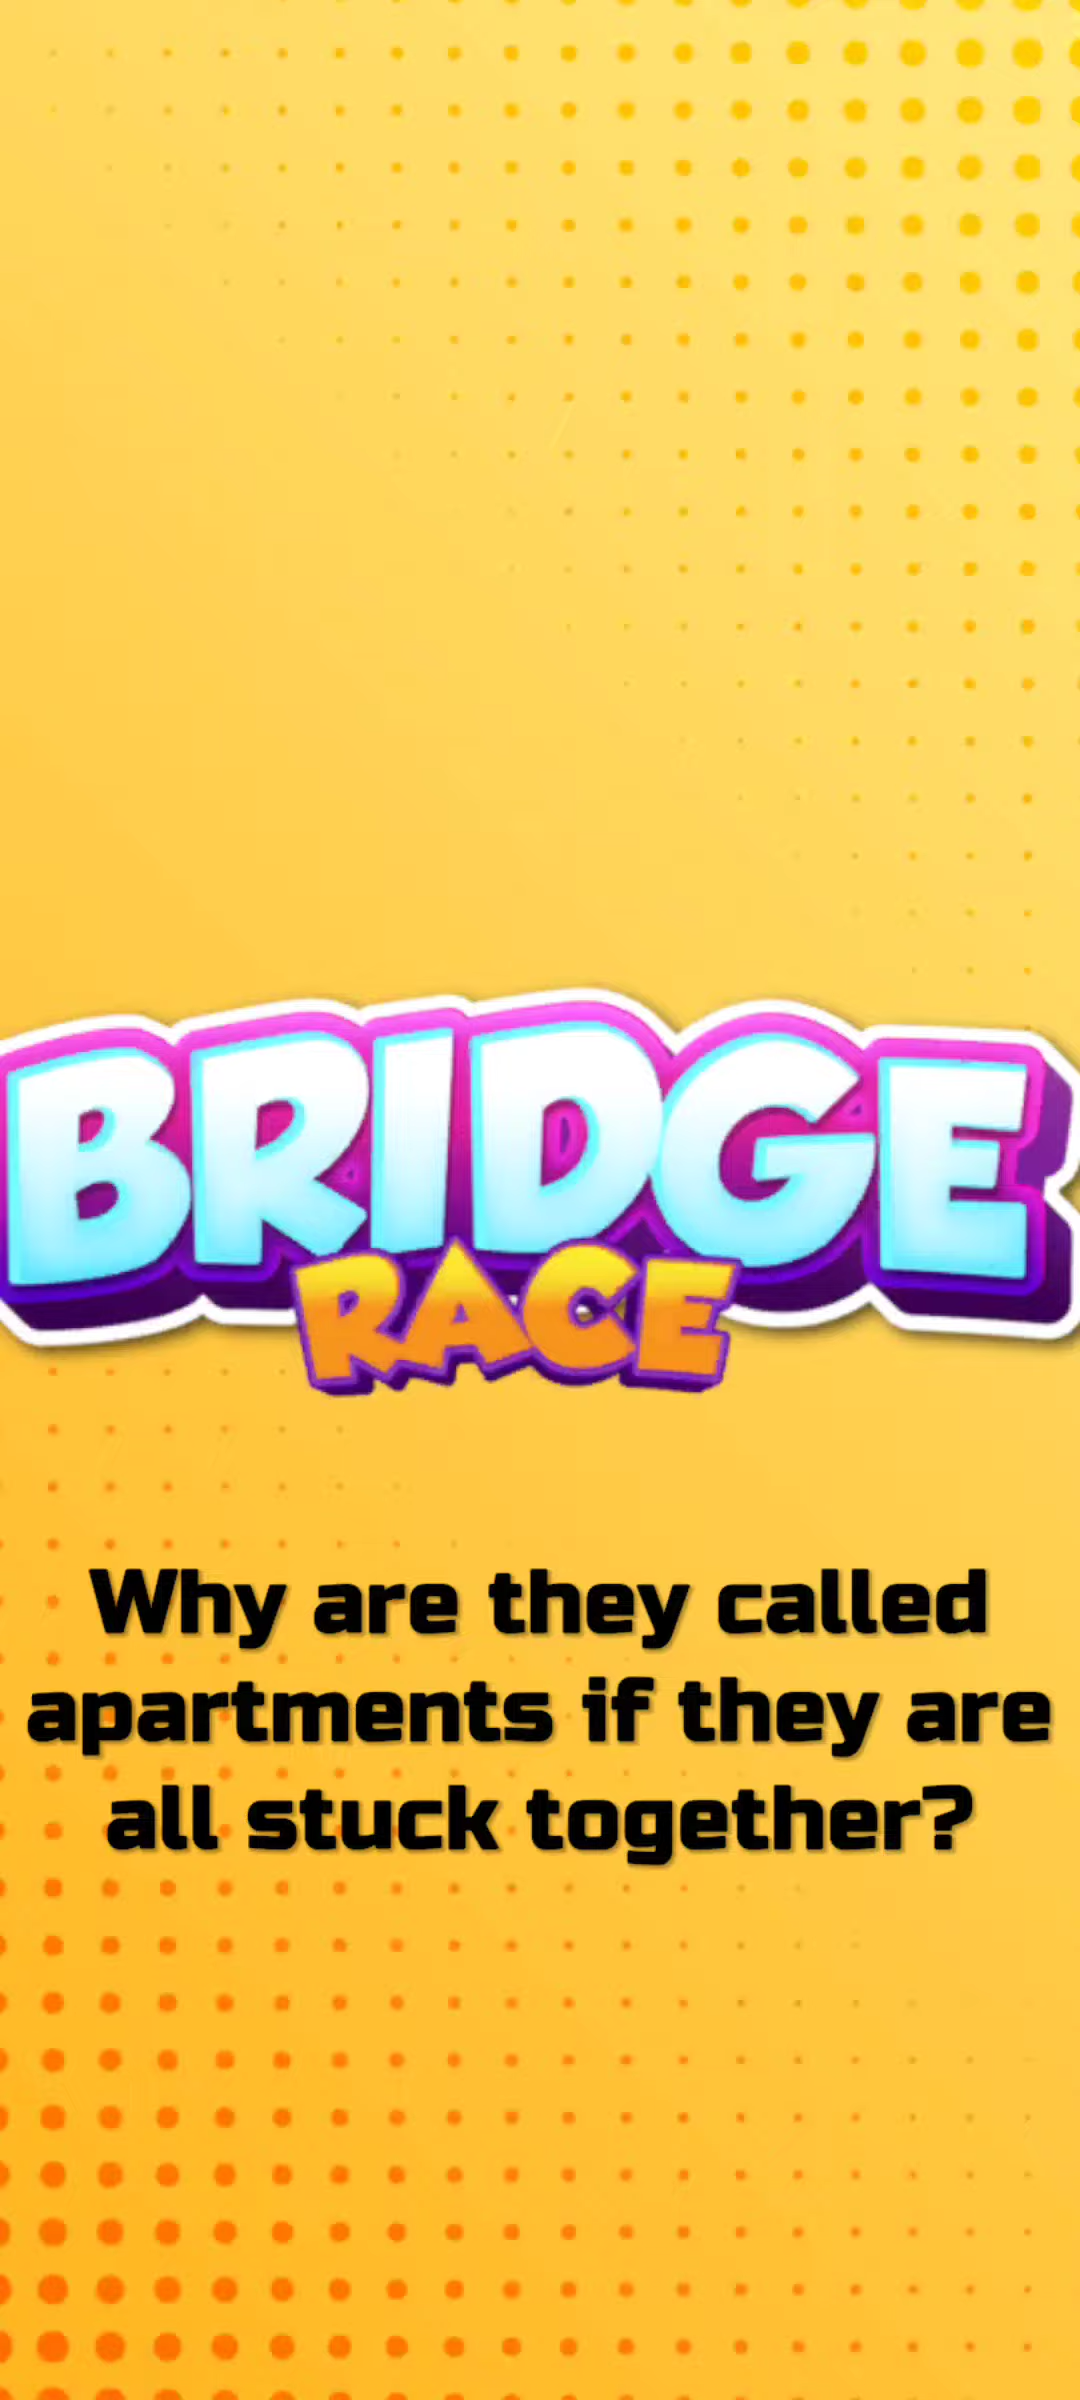 BRIDGE
RACE
Why are they called
apartments if they are
all stuck together?